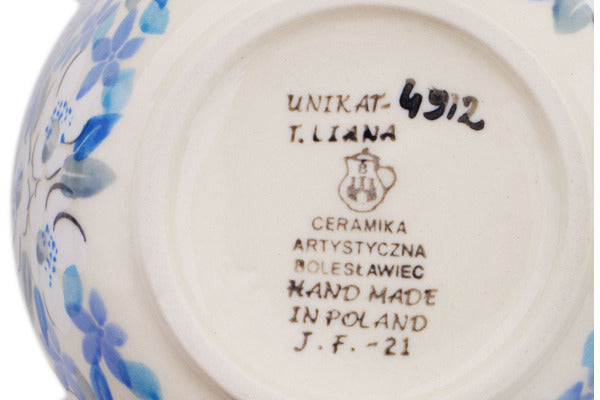 UNIKAT-4912
T. LIANA
B
CERAMIKA
ARTYSTYCZNA
BOLESŁAWIEC
HAND MADE
IN POLAND
J.F.-21